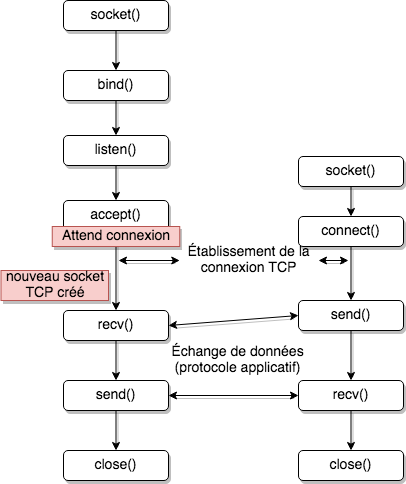 socket()
bind()
listen()
socket()
accept()
Attend connexion
connect()
Établissement de la
connexion TCP
nouveau socket
TCP créé
send()
recv()
Échange de données
(protocole applicatif)
send()
recv()
close()
close()